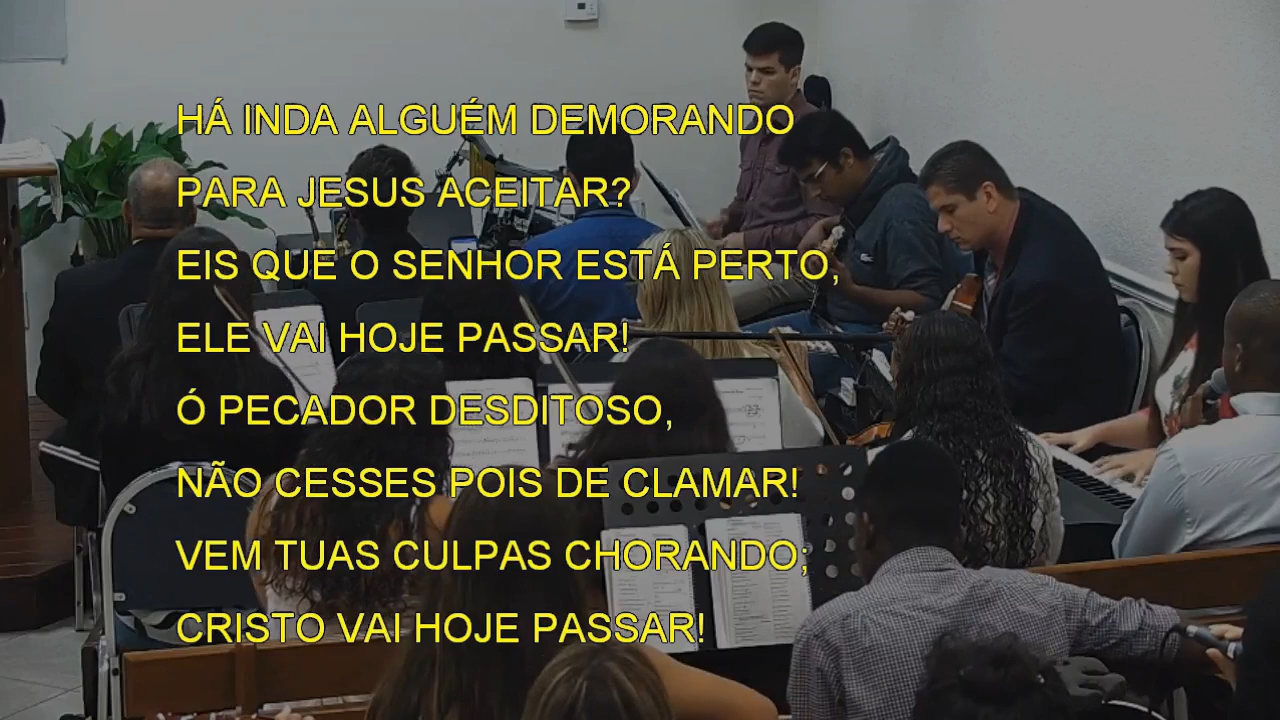 HÁ INDA ALGUÉM DEMORANDO
PARA JESUS ACEITAR?
EIS QUE O SENHOR ESTÁ PERTO,
ELE VAI HOJE PASSAR!
Ó PECADOR DESDITOSO,
NÃO CESSES POIS DE CLAMAR!
VEM TUAS CULPAS CHORANDO;
CRISTO VAI HOJE PASSAR!